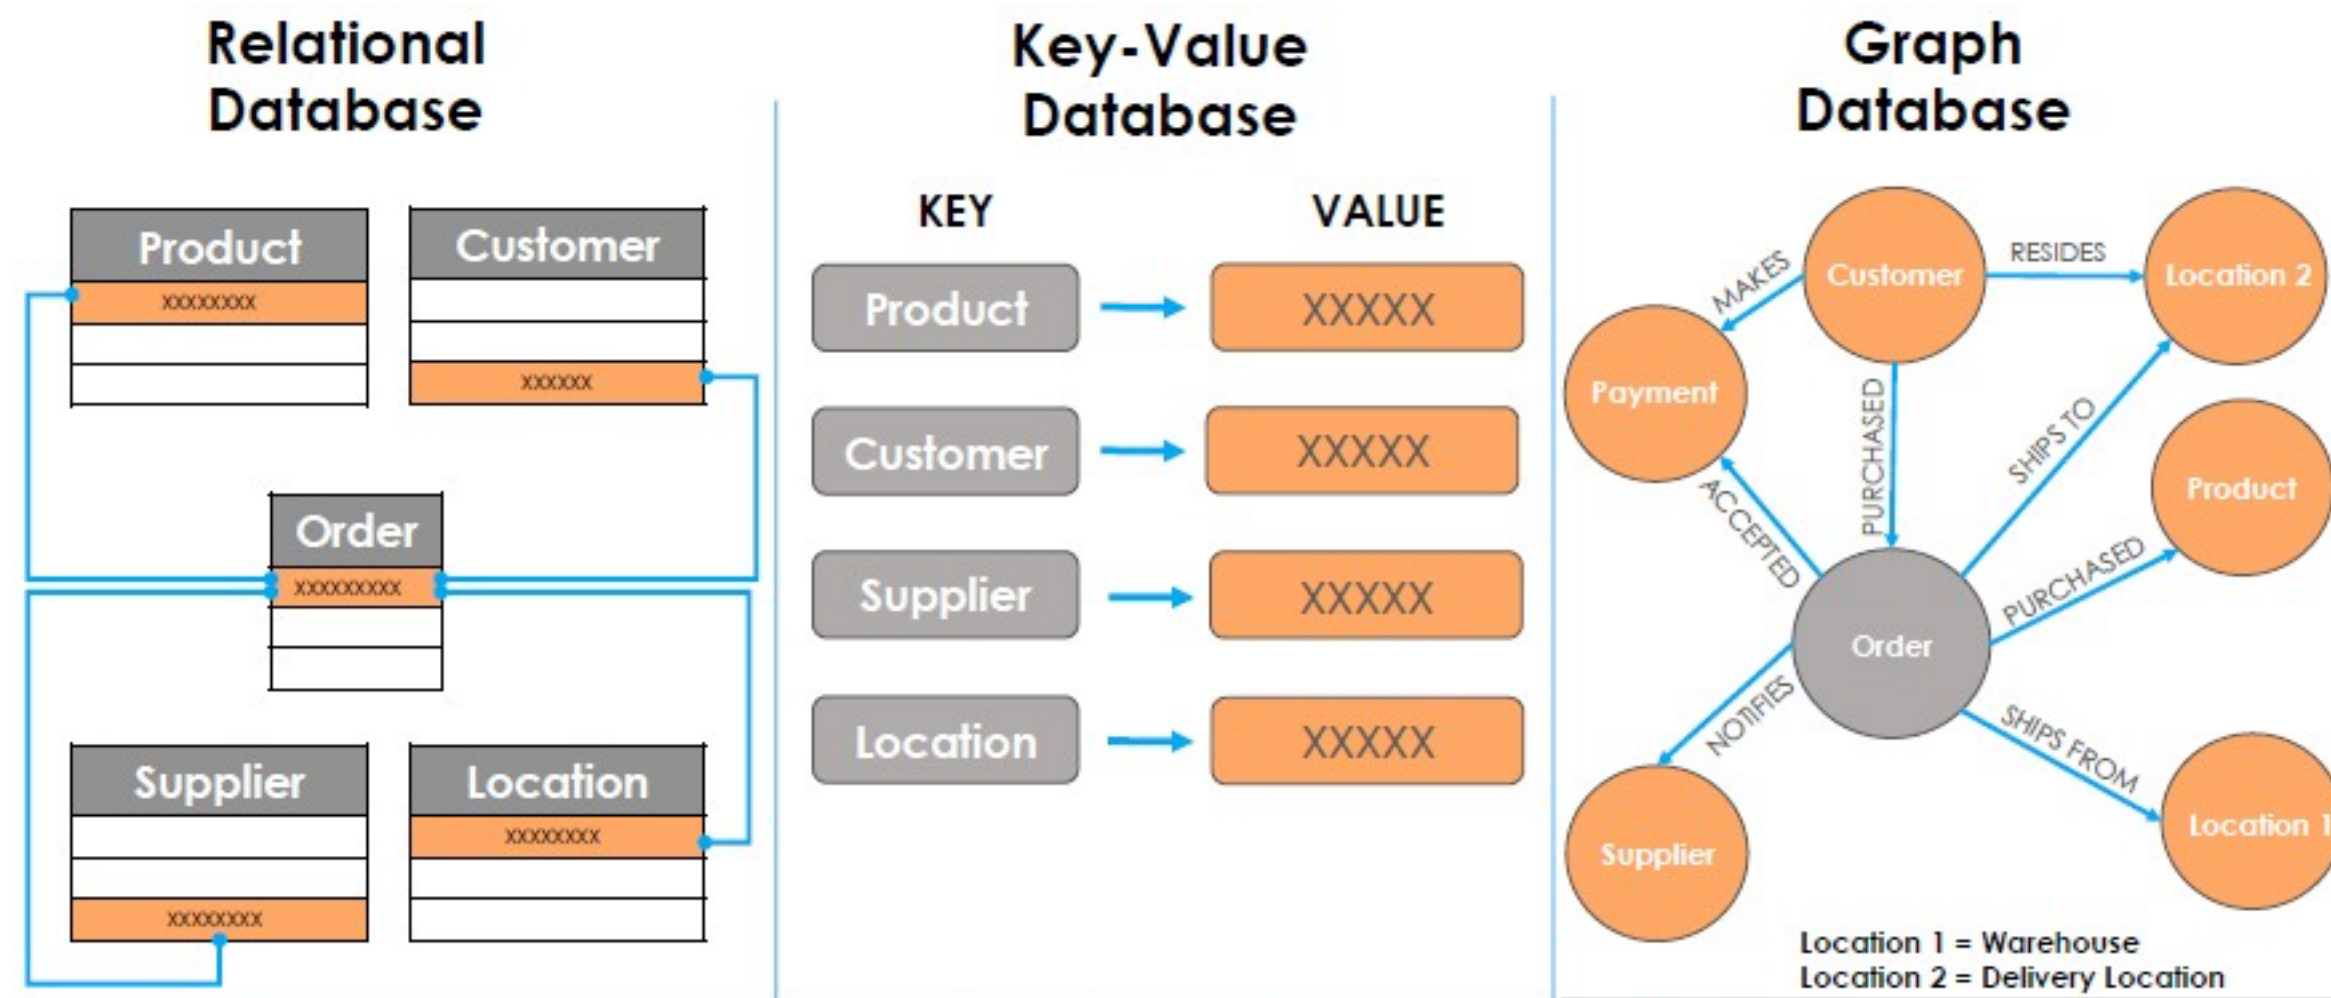 Relational
Database
Product
XXXXXXXX
Customer
XXXXXX
Order
XXXXXXXXX
Supplier
XXXXXXXX
Location
XXXXXXXX
Key-Value
Database
KEY VALUE
Product XXXXX
Customer XXXXX
Supplier XXXXX
Location XXXXX
Graph
Database
Customer
RESIDES
Location 2
MAKES
Payment
PURCHASED
SHIPS TO
Product
ACCEPTED
PURCHASED
Order
NOTIFIES
SHIPS FROM
Supplier
Location 1
Location 1 = Warehouse
Location 2 = Delivery Location